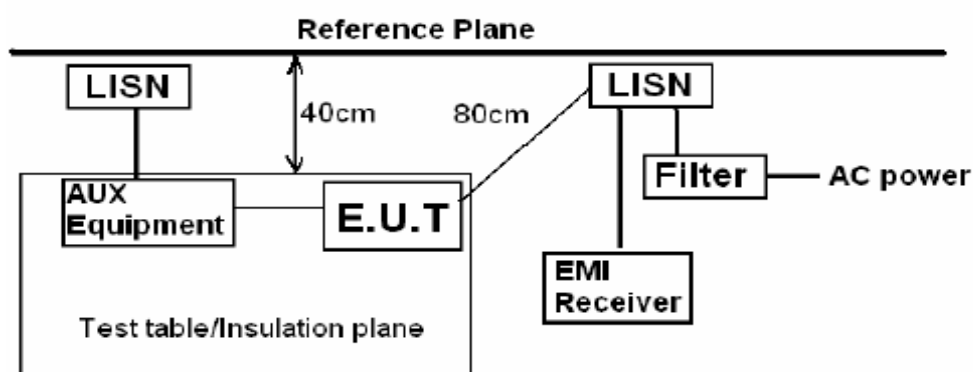 Reference Plane
LISN
40cm
80cm
LISN
Filter
AC power
AUX
Equipment
E.U.T
EMI
Receiver
Test table/Insulation plane